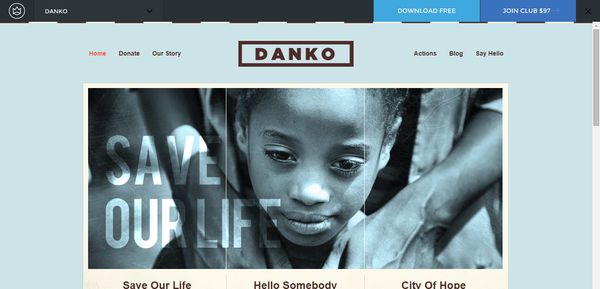 DANKO
DOWNLOAD FREE
JOIN CLUB $97
Home Donate Our Story
DANKO
Actions Blog Say Hello
SAVE
OUR LIFE
Save Our Life
Hello Somebody
City Of Hope